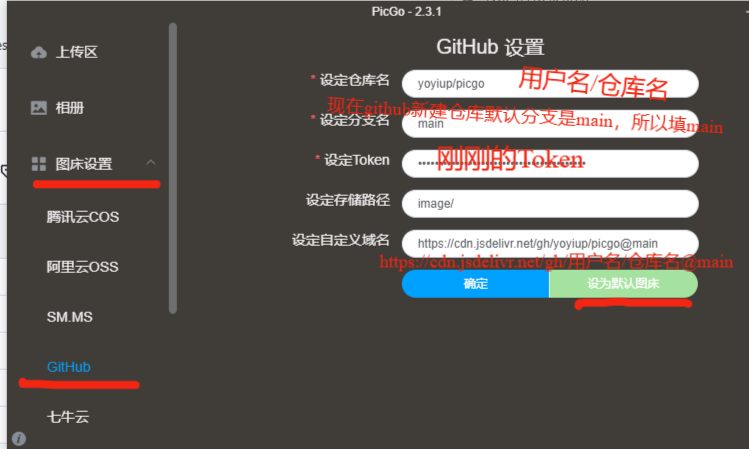 PicGo - 2.3.1
上传区
相册
图床设置
腾讯云COS
阿里云OSS
SM.MS
GitHub
七牛云
GitHub 设置
* 设定仓库名
yoyiup/picgo
用户名/仓库名
现在github新建仓库默认分支是main，所以填main
* 设定分支名
main
* 设定Token
刚刚的Token
设定存储路径
image/
设定自定义域名
https://cdn.jsdelivr.net/gh/yoyiup/picgo@main
https://cdn.jsdelivr.net/gh/用户名/仓库名@main
确定
设为默认图床